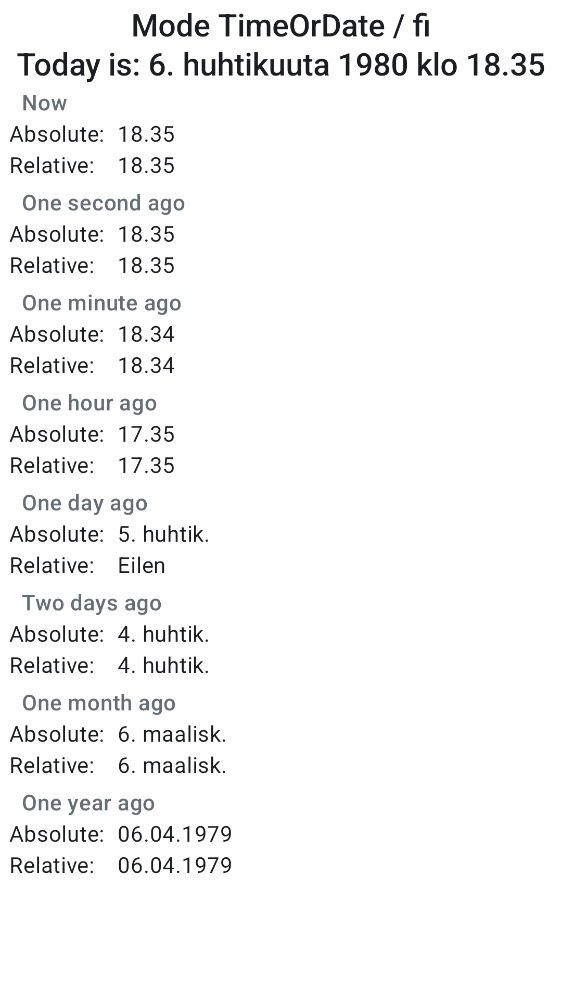 Mode TimeOrDate / fi
Today is: 6. huhtikuuta 1980 klo 18.35
Now
Absolute: 18.35
Relative: 18.35
One second ago
Absolute: 18.35
Relative: 18.35
One minute ago
Absolute: 18.34
Relative: 18.34
One hour ago
Absolute: 17.35
Relative: 17.35
One day ago
Absolute: 5. huhtik.
Relative: Eilen
Two days ago
Absolute: 4. huhtik.
Relative: 4. huhtik.
One month ago
Absolute: 6. maalisk.
Relative: 6. maalisk.
One year ago
Absolute: 06.04.1979
Relative: 06.04.1979